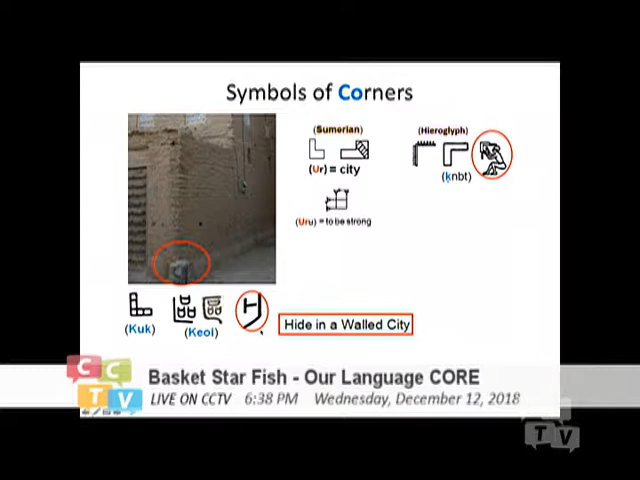 Symbols of Corners
(Sumerian)
(Ur) = city
(Uru) = to be strong
(Hieroglyph)
(ḳnbt)
(Kuk)
(Keol)
Hide in a Walled City
CCTV
Basket Star Fish - Our Language CORE
LIVE ON CCTV 6:38 PM Wednesday, December 12, 2018
TV